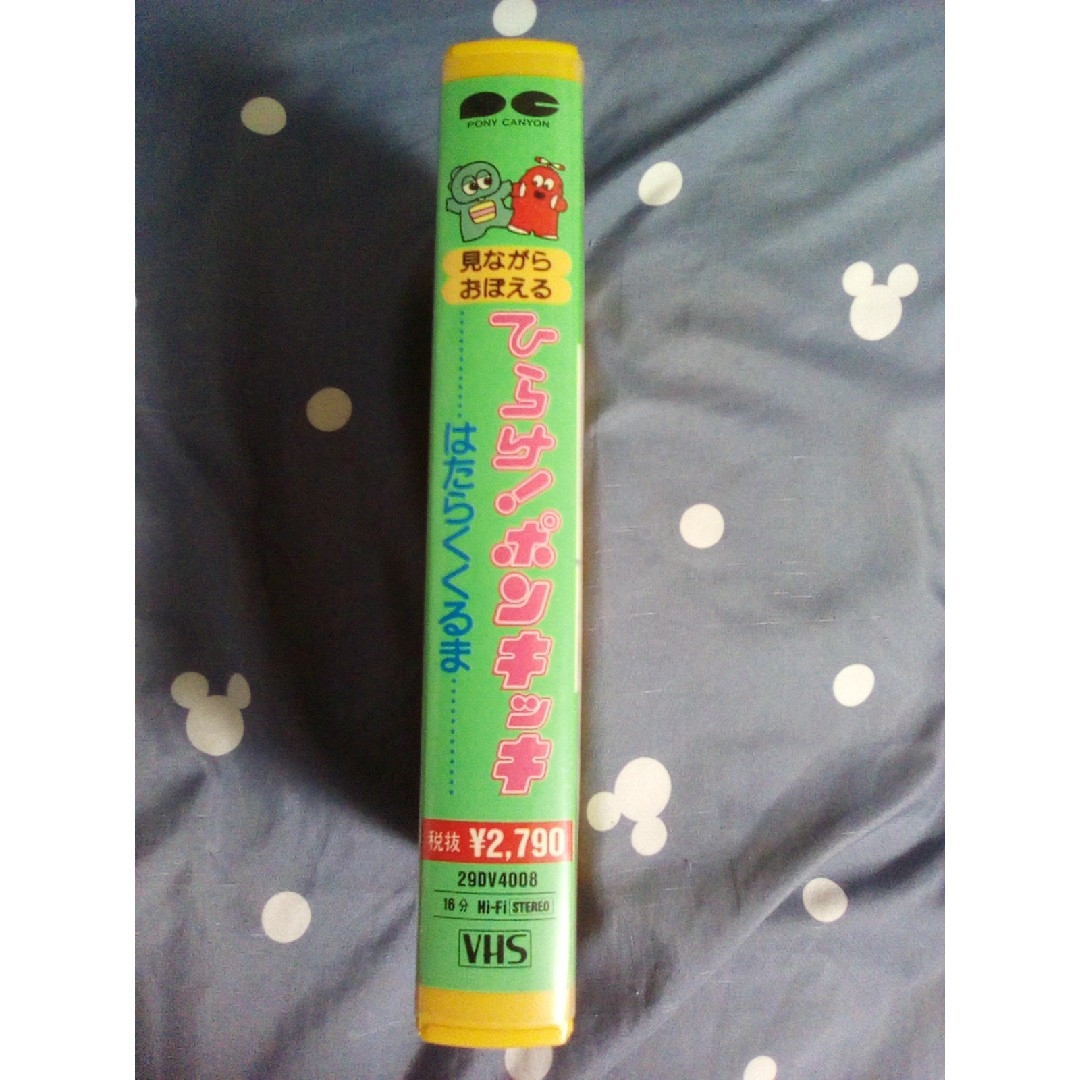 PONY CANYON
見ながら
おぼえる
ひらけ!ポンキッキ
はたらくくるま
税抜 ¥2,790
29DV4008
16分 Hi-Fi STEREO
VHS